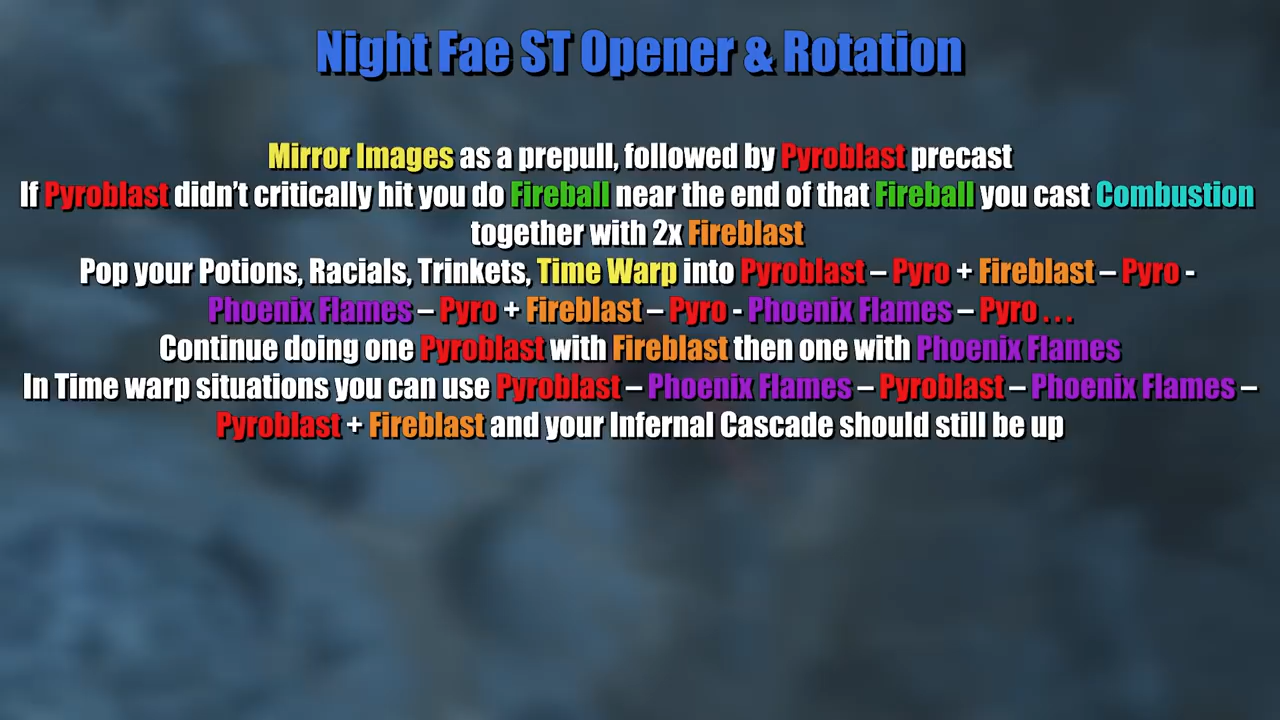 Night Fae ST Opener & Rotation
Mirror Images as a prepull, followed by Pyroblast precast
If Pyroblast didn’t critically hit you do Fireball near the end of that Fireball you cast Combustion
together with 2x Fireblast
Pop your Potions, Racials, Trinkets, Time Warp into Pyroblast – Pyro + Fireblast – Pyro -
Phoenix Flames – Pyro + Fireblast – Pyro - Phoenix Flames – Pyro . . .
Continue doing one Pyroblast with Fireblast then one with Phoenix Flames
In Time warp situations you can use Pyroblast – Phoenix Flames – Pyroblast – Phoenix Flames –
Pyroblast + Fireblast and your Infernal Cascade should still be up